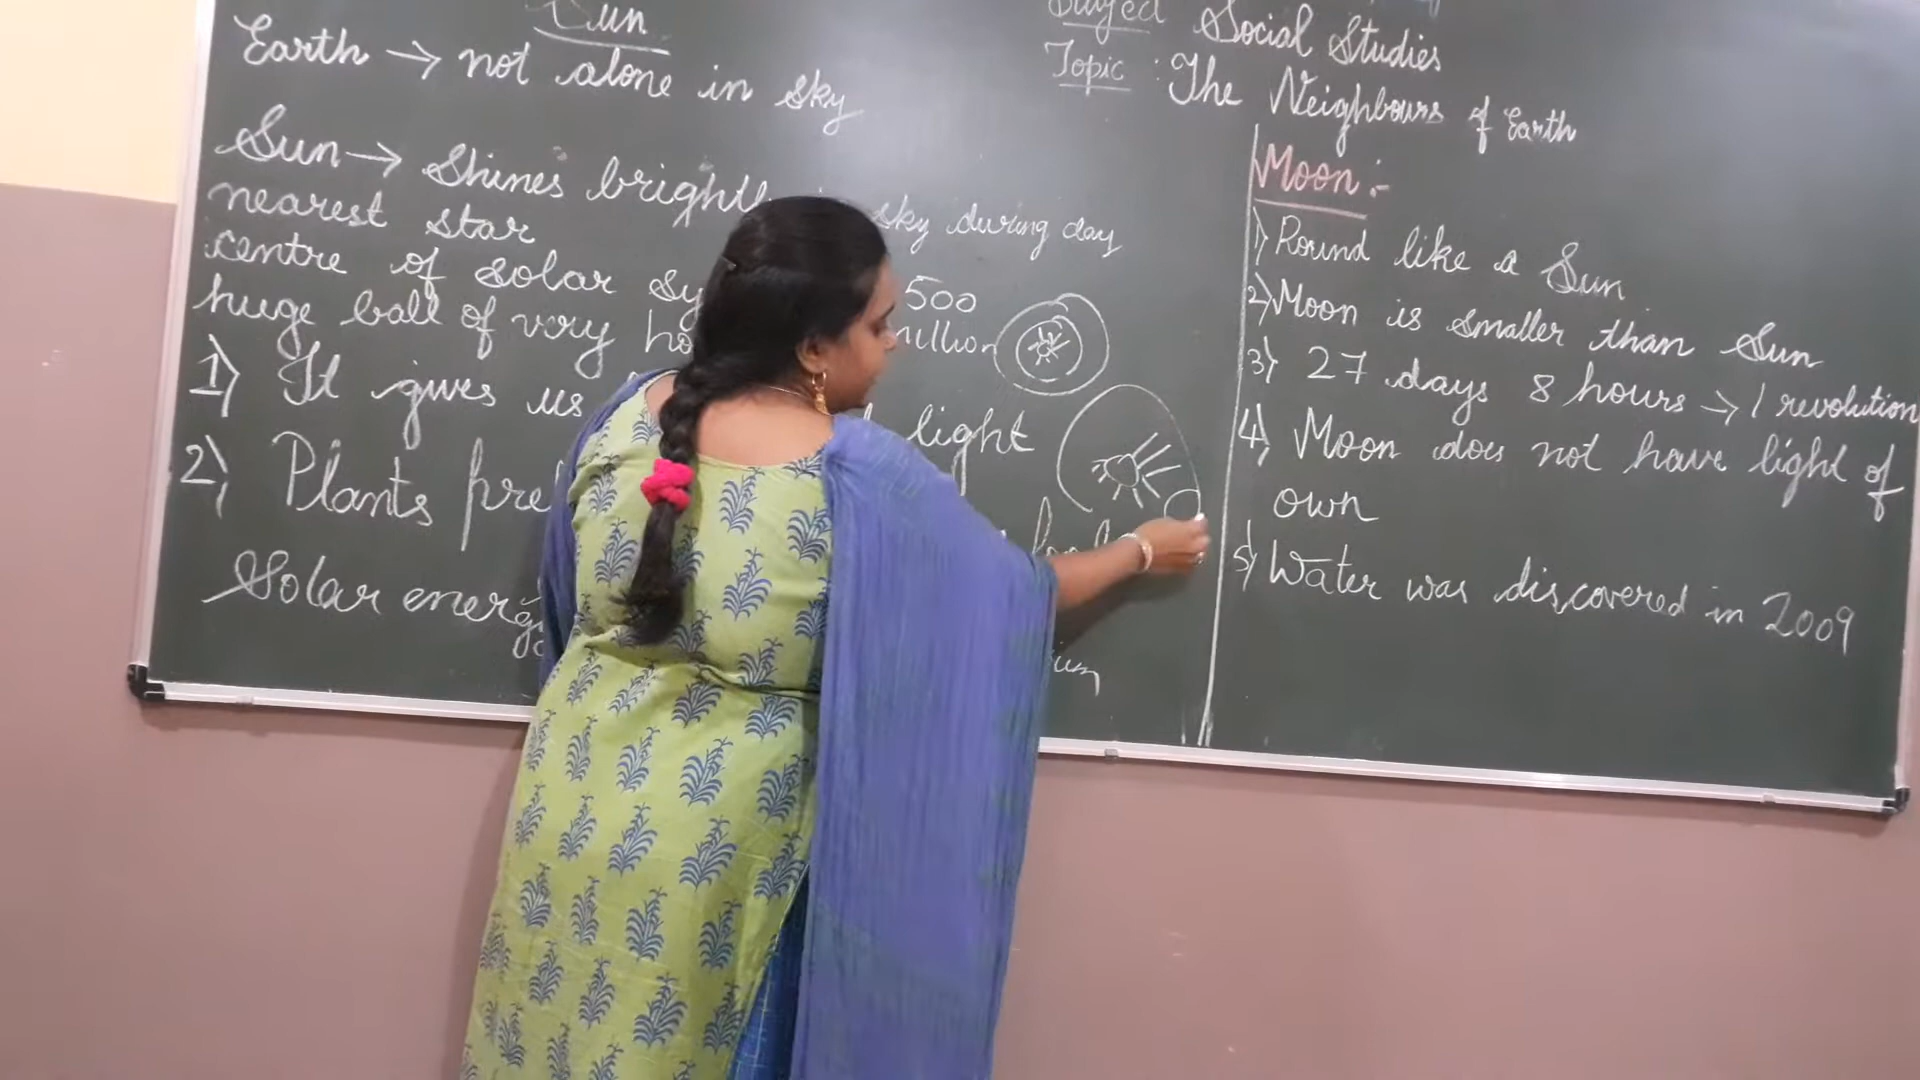 Sun
Earth → not alone in sky
Sun → Shines brightly sky during day
nearest star
centre of solar 500
huge ball of very million
1) It gives us light
2) Plants
Solar
Social Studies
Topic : The Neighbours of Earth
Moon :-
1) Round like a Sun
2) Moon is smaller than Sun
3) 27 days 8 hours → 1 revolution
4) Moon does not have light of
own
5) Water was discovered in 2009